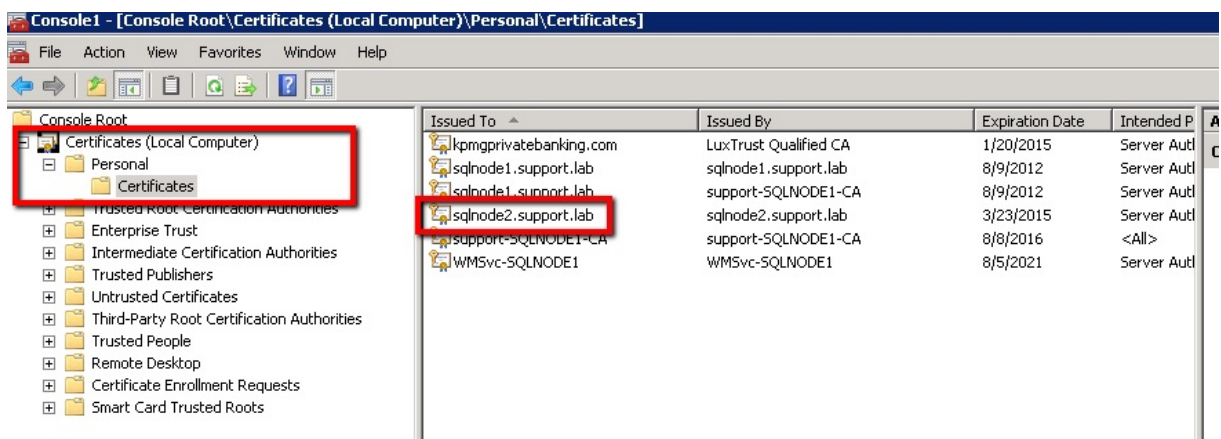 Console1 - [Console Root\Certificates (Local Computer)\Personal\Certificates]
File Action View Favorites Window Help
Console Root
Certificates (Local Computer)
Personal
Certificates
Trusted Root Certification Authorities
Enterprise Trust
Intermediate Certification Authorities
Trusted Publishers
Untrusted Certificates
Third-Party Root Certification Authorities
Trusted People
Remote Desktop
Certificate Enrollment Requests
Smart Card Trusted Roots
Issued To Issued By Expiration Date Intended P A
kpmgprivatebanking.com LuxTrust Qualified CA 1/20/2015 Server Autl C
sqlnode1.support.lab sqlnode1.support.lab 8/9/2012 Server Autl
sqlnode1.support.lab support-SQLNODE1-CA 8/9/2012 Server Autl
sqlnode2.support.lab sqlnode2.support.lab 3/23/2015 Server Autl
support-SQLNODE1-CA support-SQLNODE1-CA 8/8/2016 <All>
WMSvc-SQLNODE1 WMSvc-SQLNODE1 8/5/2021 Server Autl